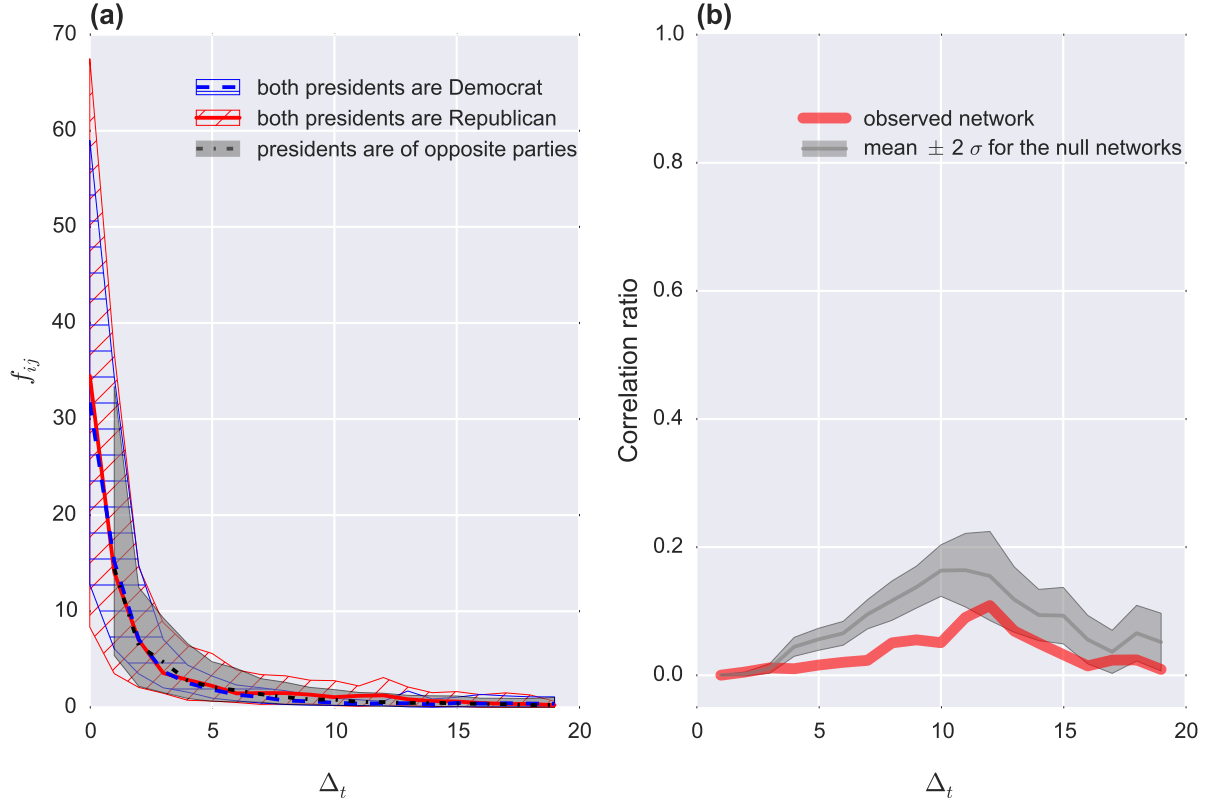 (a)
70
60
50
40
30
20
10
0
f_{ij}
both presidents are Democrat
both presidents are Republican
presidents are of opposite parties
0 5 10 15 20
Δ_t
(b)
1.0
0.8
0.6
0.4
0.2
0.0
Correlation ratio
observed network
mean ± 2 σ for the null networks
0 5 10 15 20
Δ_t